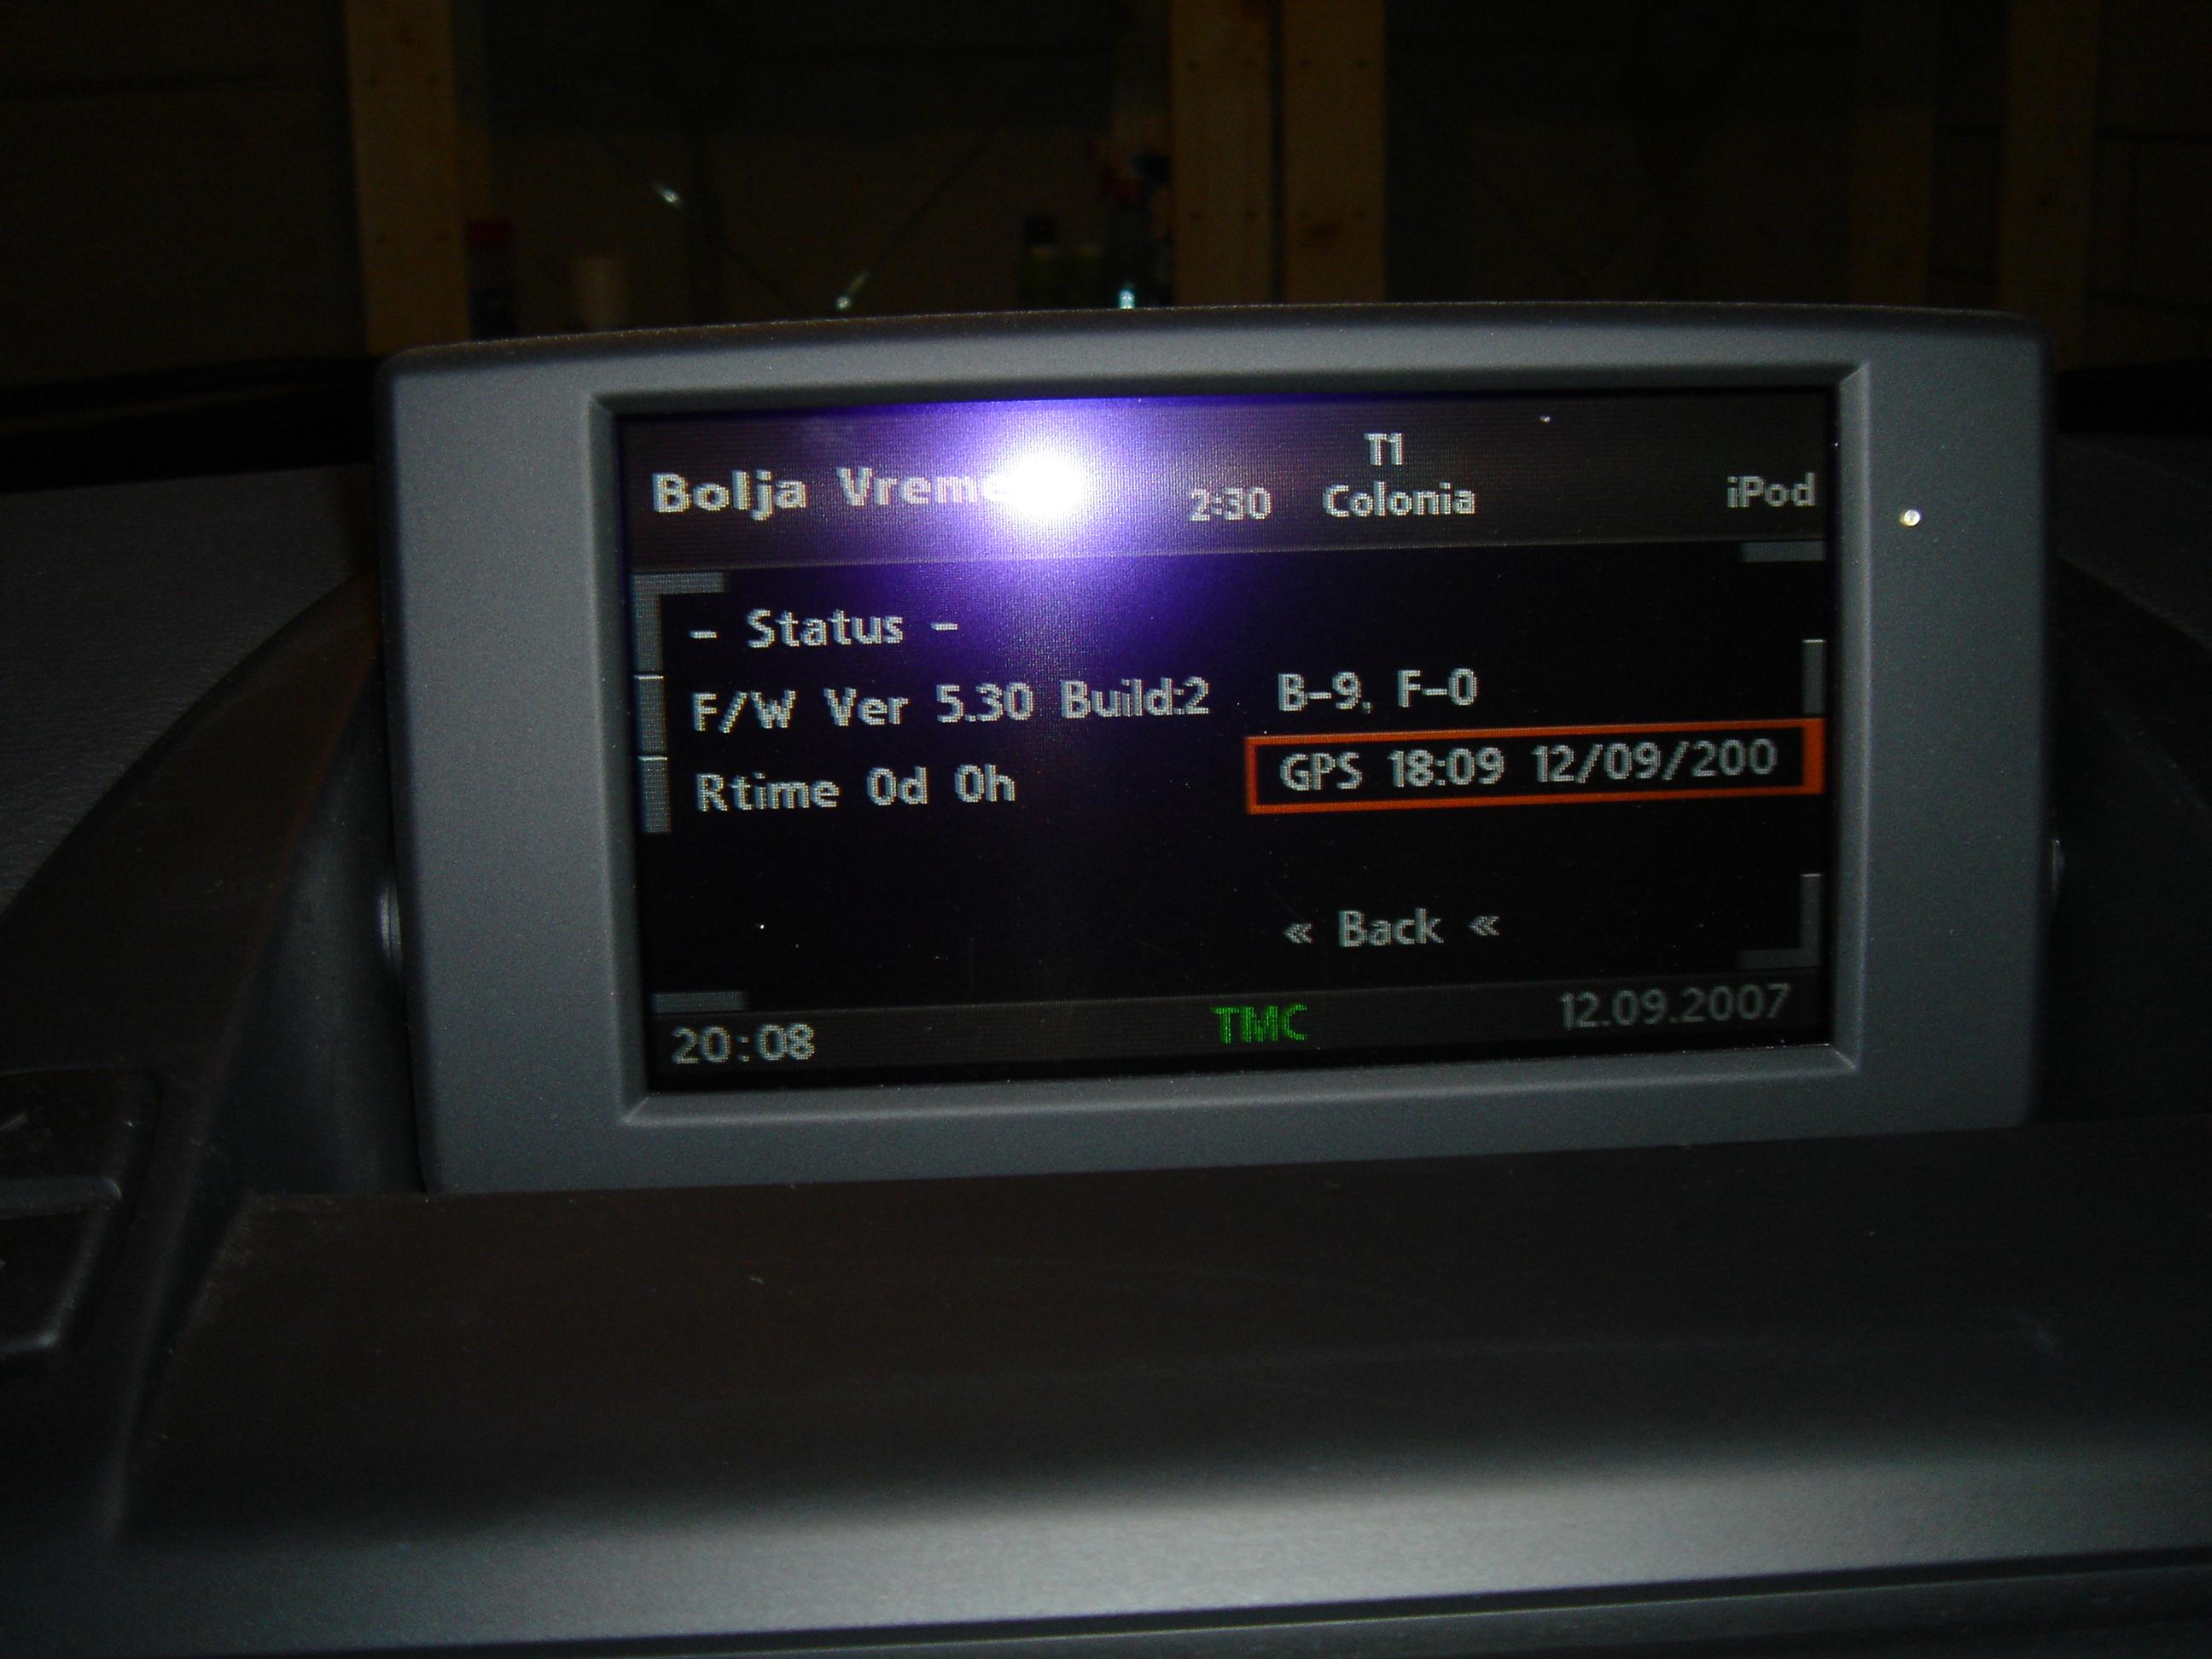 T1
Bolja Vreme 2:30 Colonia iPod
- Status -
F/W Ver 5.30 Build:2 B-9, F-0
Rtime 0d 0h GPS 18:09 12/09/200
« Back «
20:08 TMC 12.09.2007